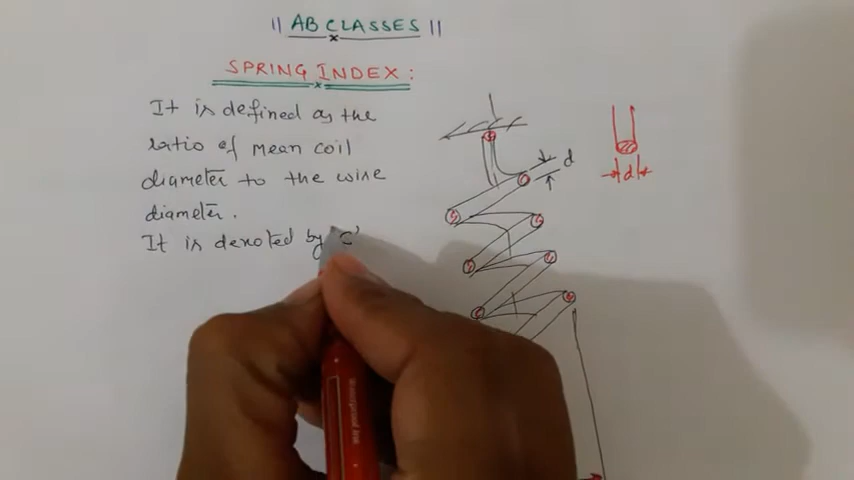 || AB CLASSES ||
SPRING INDEX :
It is defined as the
ratio of mean coil
diameter to the wire
diameter.
It is denoted by 'C'
d
d